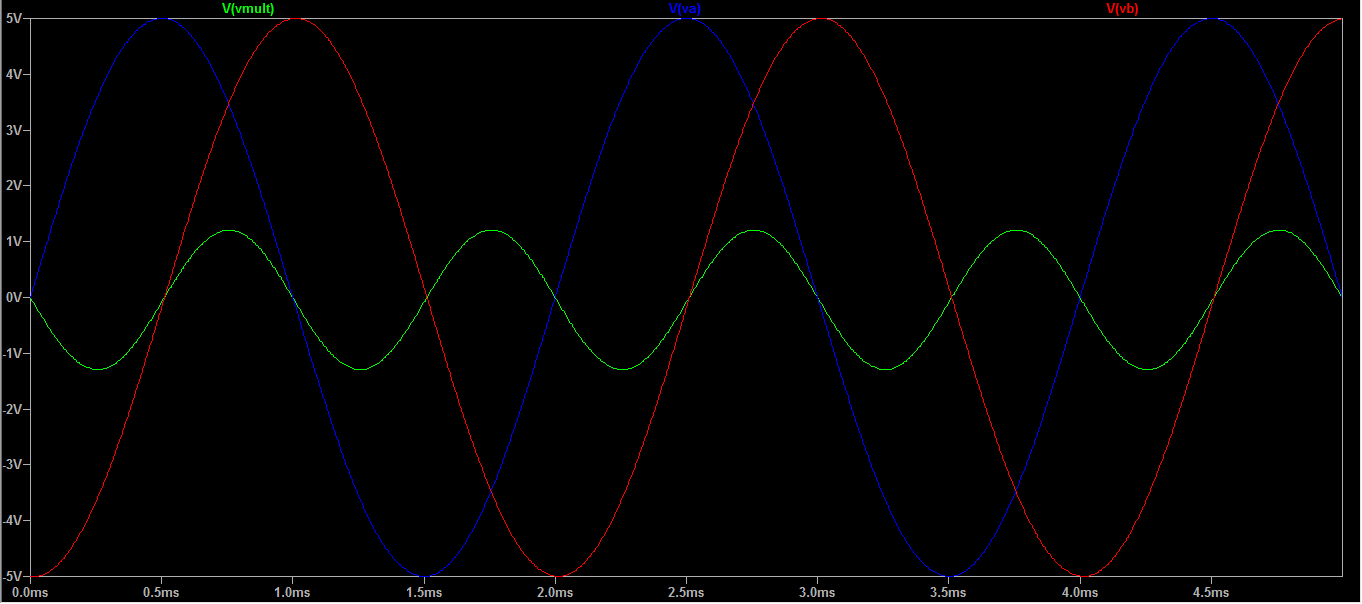 V(vmult) V(va) V(vb)
5V
4V
3V
2V
1V
0V
-1V
-2V
-3V
-4V
-5V
0.0ms 0.5ms 1.0ms 1.5ms 2.0ms 2.5ms 3.0ms 3.5ms 4.0ms 4.5ms